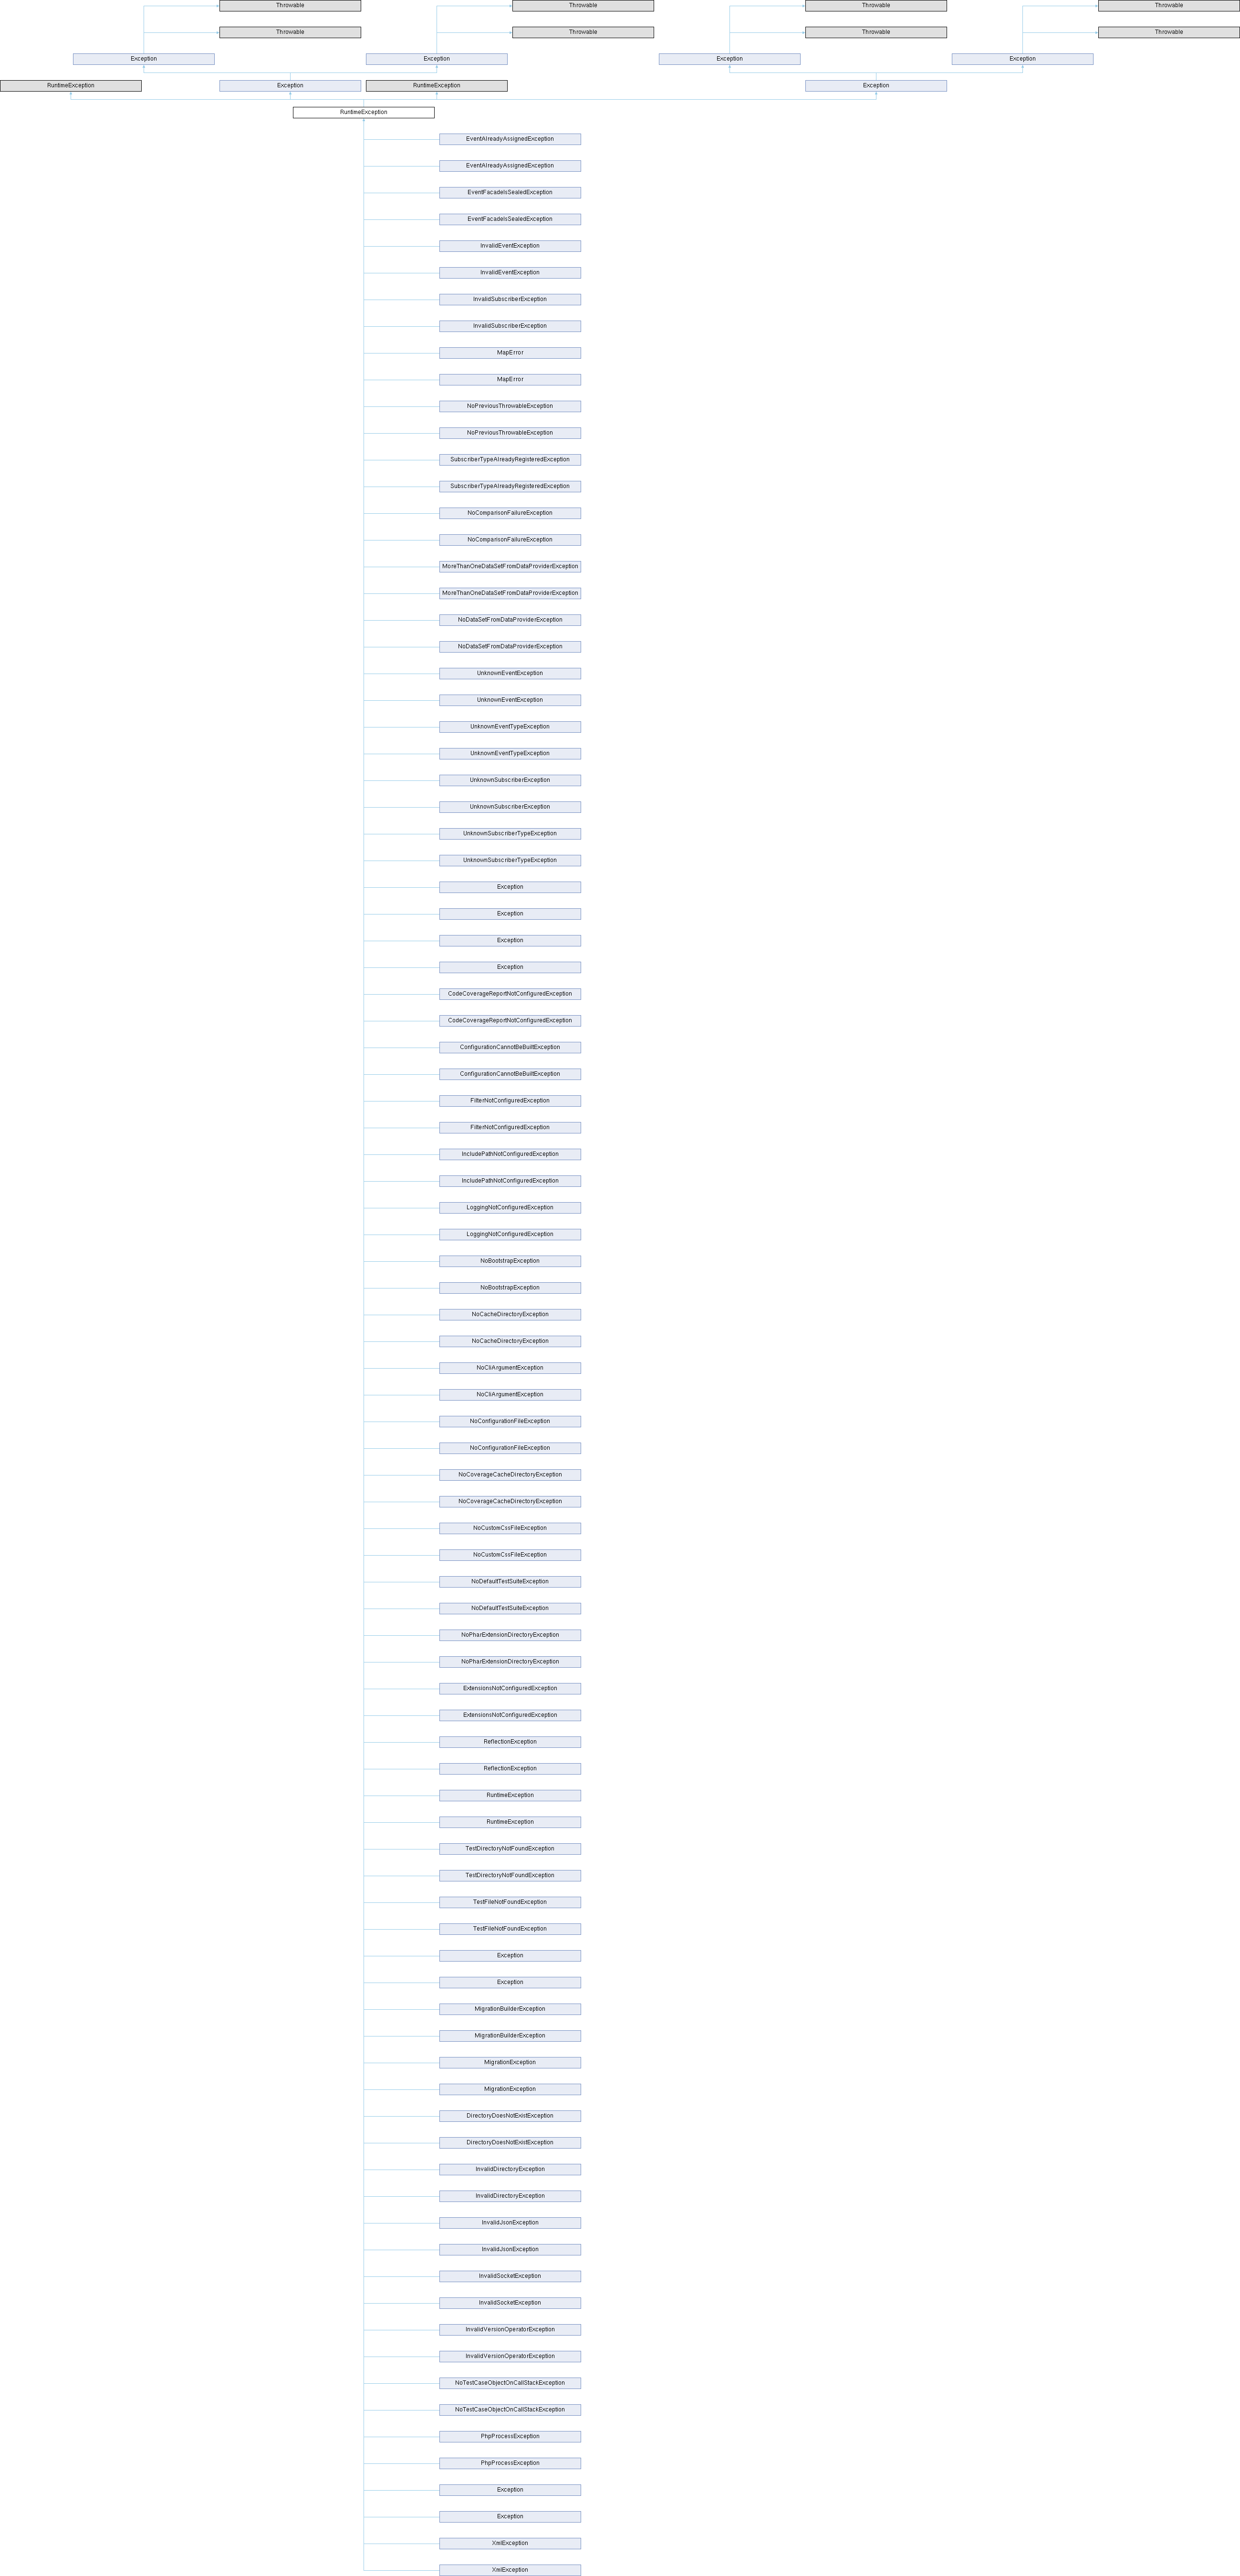 Throwable
Throwable
Throwable
Throwable
Throwable
Throwable
Throwable
Throwable
Exception
Exception
Exception
Exception
RuntimeException
Exception
RuntimeException
Exception
RuntimeException
EventAlreadyAssignedException
EventAlreadyAssignedException
EventFacadeIsSealedException
EventFacadeIsSealedException
InvalidEventException
InvalidEventException
InvalidSubscriberException
InvalidSubscriberException
MapError
MapError
NoPreviousThrowableException
NoPreviousThrowableException
SubscriberTypeAlreadyRegisteredException
SubscriberTypeAlreadyRegisteredException
NoComparisonFailureException
NoComparisonFailureException
MoreThanOneDataSetFromDataProviderException
MoreThanOneDataSetFromDataProviderException
NoDataSetFromDataProviderException
NoDataSetFromDataProviderException
UnknownEventException
UnknownEventException
UnknownEventTypeException
UnknownEventTypeException
UnknownSubscriberException
UnknownSubscriberException
UnknownSubscriberTypeException
UnknownSubscriberTypeException
Exception
Exception
Exception
Exception
CodeCoverageReportNotConfiguredException
CodeCoverageReportNotConfiguredException
ConfigurationCannotBeBuiltException
ConfigurationCannotBeBuiltException
FilterNotConfiguredException
FilterNotConfiguredException
IncludePathNotConfiguredException
IncludePathNotConfiguredException
LoggingNotConfiguredException
LoggingNotConfiguredException
NoBootstrapException
NoBootstrapException
NoCacheDirectoryException
NoCacheDirectoryException
NoCliArgumentException
NoCliArgumentException
NoConfigurationFileException
NoConfigurationFileException
NoCoverageCacheDirectoryException
NoCoverageCacheDirectoryException
NoCustomCssFileException
NoCustomCssFileException
NoDefaultTestSuiteException
NoDefaultTestSuiteException
NoPharExtensionDirectoryException
NoPharExtensionDirectoryException
ExtensionsNotConfiguredException
ExtensionsNotConfiguredException
ReflectionException
ReflectionException
RuntimeException
RuntimeException
TestDirectoryNotFoundException
TestDirectoryNotFoundException
TestFileNotFoundException
TestFileNotFoundException
Exception
Exception
MigrationBuilderException
MigrationBuilderException
MigrationException
MigrationException
DirectoryDoesNotExistException
DirectoryDoesNotExistException
InvalidDirectoryException
InvalidDirectoryException
InvalidJsonException
InvalidJsonException
InvalidSocketException
InvalidSocketException
InvalidVersionOperatorException
InvalidVersionOperatorException
NoTestCaseObjectOnCallStackException
NoTestCaseObjectOnCallStackException
PhpProcessException
PhpProcessException
Exception
Exception
XmlException
XmlException